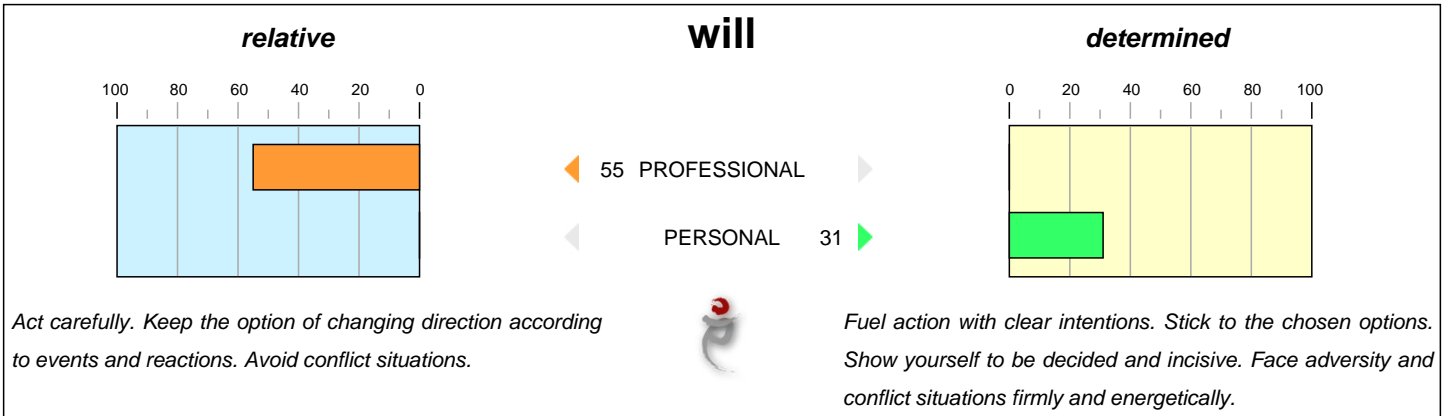 relative will determined
100 80 60 40 20 0 0 20 40 60 80 100
55 PROFESSIONAL
PERSONAL 31
Act carefully. Keep the option of changing direction according
to events and reactions. Avoid conflict situations.
Fuel action with clear intentions. Stick to the chosen options.
Show yourself to be decided and incisive. Face adversity and
conflict situations firmly and energetically.